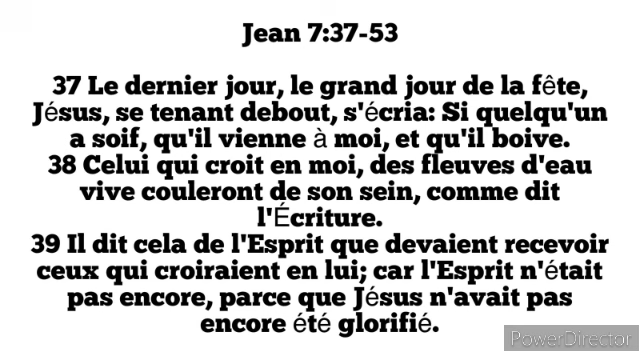 Jean 7:37-53
37 Le dernier jour, le grand jour de la fête,
Jésus, se tenant debout, s'écria: Si quelqu'un
a soif, qu'il vienne à moi, et qu'il boive.
38 Celui qui croit en moi, des fleuves d'eau
vive couleront de son sein, comme dit
l'Écriture.
39 Il dit cela de l'Esprit que devaient recevoir
ceux qui croiraient en lui; car l'Esprit n'était
pas encore, parce que Jésus n'avait pas
encore été glorifié.
PowerDirector